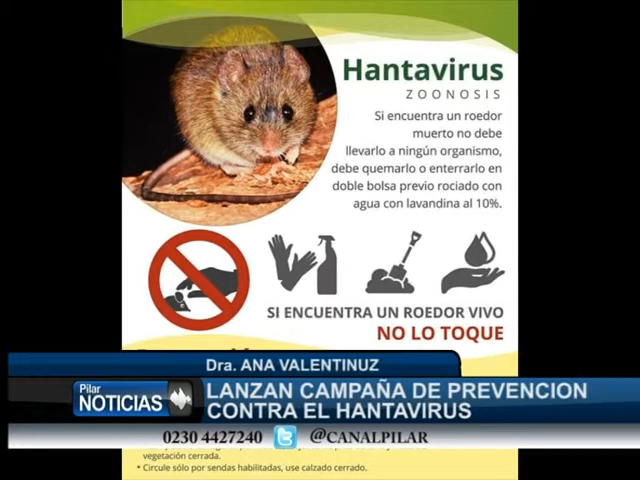 Hantavirus
ZOONOSIS
Si encuentra un roedor
muerto no debe
llevarlo a ningún organismo,
debe quemarlo o enterrarlo en
doble bolsa previo rociado con
agua con lavandina al 10%.
SI ENCUENTRA UN ROEDOR VIVO
NO LO TOQUE
Dra. ANA VALENTINUZ
Pilar
NOTICIAS
LANZAN CAMPAÑA DE PREVENCION
CONTRA EL HANTAVIRUS
0230 4427240
@CANALPILAR
vegetación cerrada.
• Circule sólo por sendas habilitadas, use calzado cerrado.